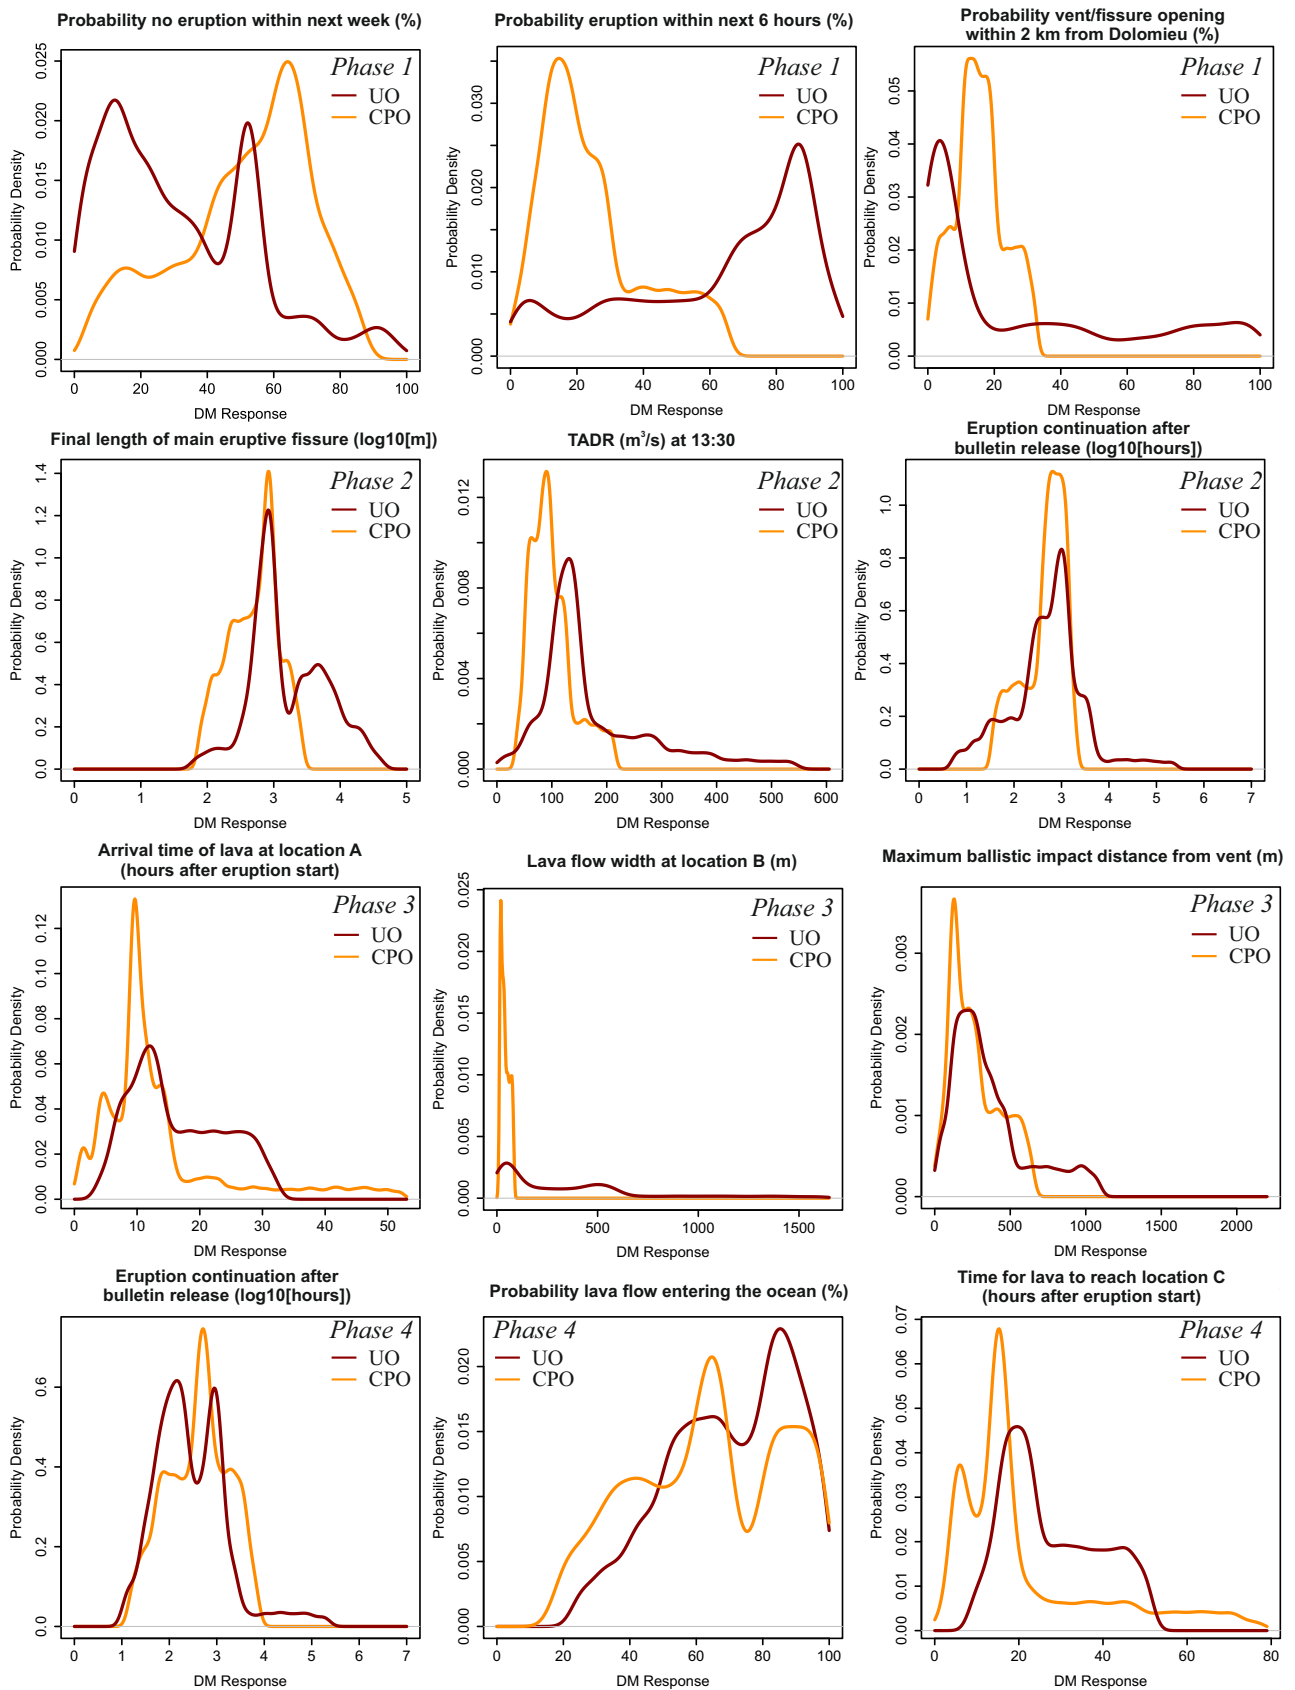 Probability no eruption within next week (%)
Phase 1
UO
CPO
Probability Density
0.000
0.005
0.010
0.015
0.020
0.025
0 20 40 60 80 100
DM Response
Probability eruption within next 6 hours (%)
Phase 1
UO
CPO
Probability Density
0.000
0.010
0.020
0.030
0 20 40 60 80 100
DM Response
Probability vent/fissure opening
within 2 km from Dolomieu (%)
Phase 1
UO
CPO
Probability Density
0.00
0.01
0.02
0.03
0.04
0.05
0 20 40 60 80 100
DM Response
Final length of main eruptive fissure (log10[m])
Phase 2
UO
CPO
Probability Density
0.0
0.2
0.4
0.6
0.8
1.0
1.2
1.4
0 1 2 3 4 5
DM Response
TADR (m³/s) at 13:30
Phase 2
UO
CPO
Probability Density
0.000
0.004
0.008
0.012
0 100 200 300 400 500 600
DM Response
Eruption continuation after
bulletin release (log10[hours])
Phase 2
UO
CPO
Probability Density
0.0
0.2
0.4
0.6
0.8
1.0
0 1 2 3 4 5 6 7
DM Response
Arrival time of lava at location A
(hours after eruption start)
Phase 3
UO
CPO
Probability Density
0.00
0.02
0.04
0.06
0.08
0.10
0.12
0 10 20 30 40 50
DM Response
Lava flow width at location B (m)
Phase 3
UO
CPO
Probability Density
0.000
0.005
0.010
0.015
0.020
0.025
0 500 1000 1500
DM Response
Maximum ballistic impact distance from vent (m)
Phase 3
UO
CPO
Probability Density
0.000
0.001
0.002
0.003
0 500 1000 1500 2000
DM Response
Eruption continuation after
bulletin release (log10[hours])
Phase 4
UO
CPO
Probability Density
0.0
0.2
0.4
0.6
0 1 2 3 4 5 6 7
DM Response
Probability lava flow entering the ocean (%)
Phase 4
UO
CPO
Probability Density
0.000
0.005
0.010
0.015
0.020
0 20 40 60 80 100
DM Response
Time for lava to reach location C
(hours after eruption start)
Phase 4
UO
CPO
Probability Density
0.00
0.01
0.02
0.03
0.04
0.05
0.06
0.07
0 20 40 60 80
DM Response